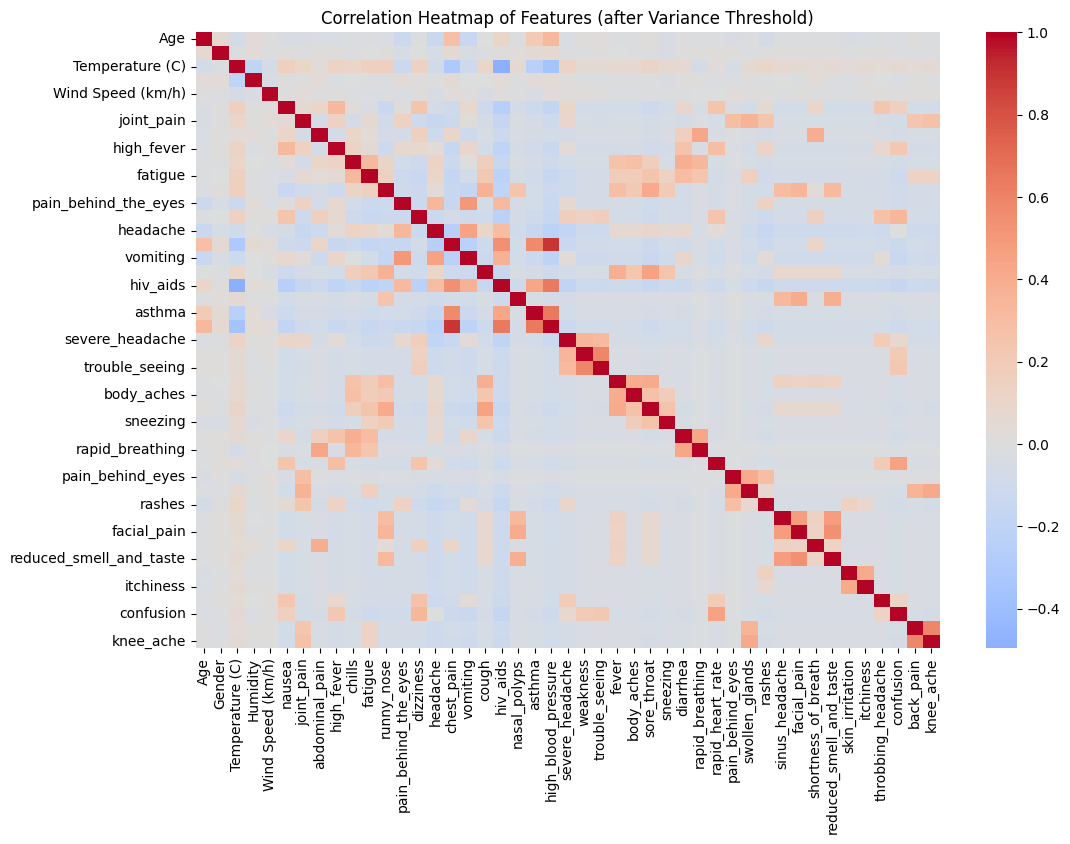 Correlation Heatmap of Features (after Variance Threshold)
Age
Temperature (C)
Wind Speed (km/h)
joint_pain
high_fever
fatigue
pain_behind_the_eyes
headache
vomiting
hiv_aids
asthma
severe_headache
trouble_seeing
body_aches
sneezing
rapid_breathing
pain_behind_eyes
rashes
facial_pain
reduced_smell_and_taste
itchiness
confusion
knee_ache
Age
Gender
Temperature (C)
Humidity
Wind Speed (km/h)
nausea
joint_pain
abdominal_pain
high_fever
chills
fatigue
runny_nose
pain_behind_the_eyes
dizziness
headache
chest_pain
vomiting
cough
hiv_aids
nasal_polyps
asthma
high_blood_pressure
severe_headache
weakness
trouble_seeing
fever
body_aches
sore_throat
sneezing
diarrhea
rapid_breathing
rapid_heart_rate
pain_behind_eyes
swollen_glands
rashes
sinus_headache
facial_pain
shortness_of_breath
reduced_smell_and_taste
skin_irritation
itchiness
throbbing_headache
confusion
back_pain
knee_ache
1.0
0.8
0.6
0.4
0.2
0.0
−0.2
−0.4